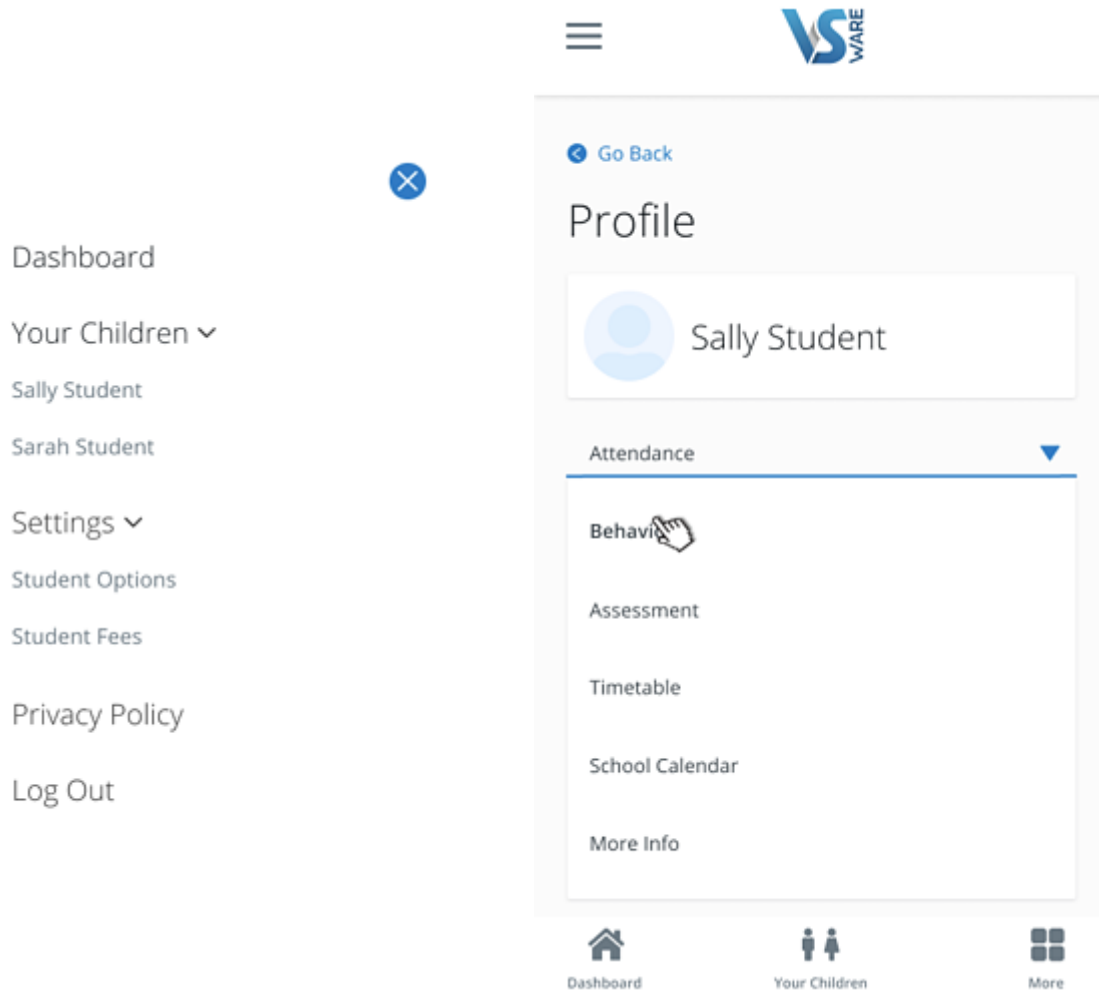 Dashboard
Your Children
Sally Student
Sarah Student
Settings
Student Options
Student Fees
Privacy Policy
Log Out
VS WARE
Go Back
Profile
Sally Student
Attendance
Assessment
Timetable
School Calendar
More Info
Dashboard
Your Children
More